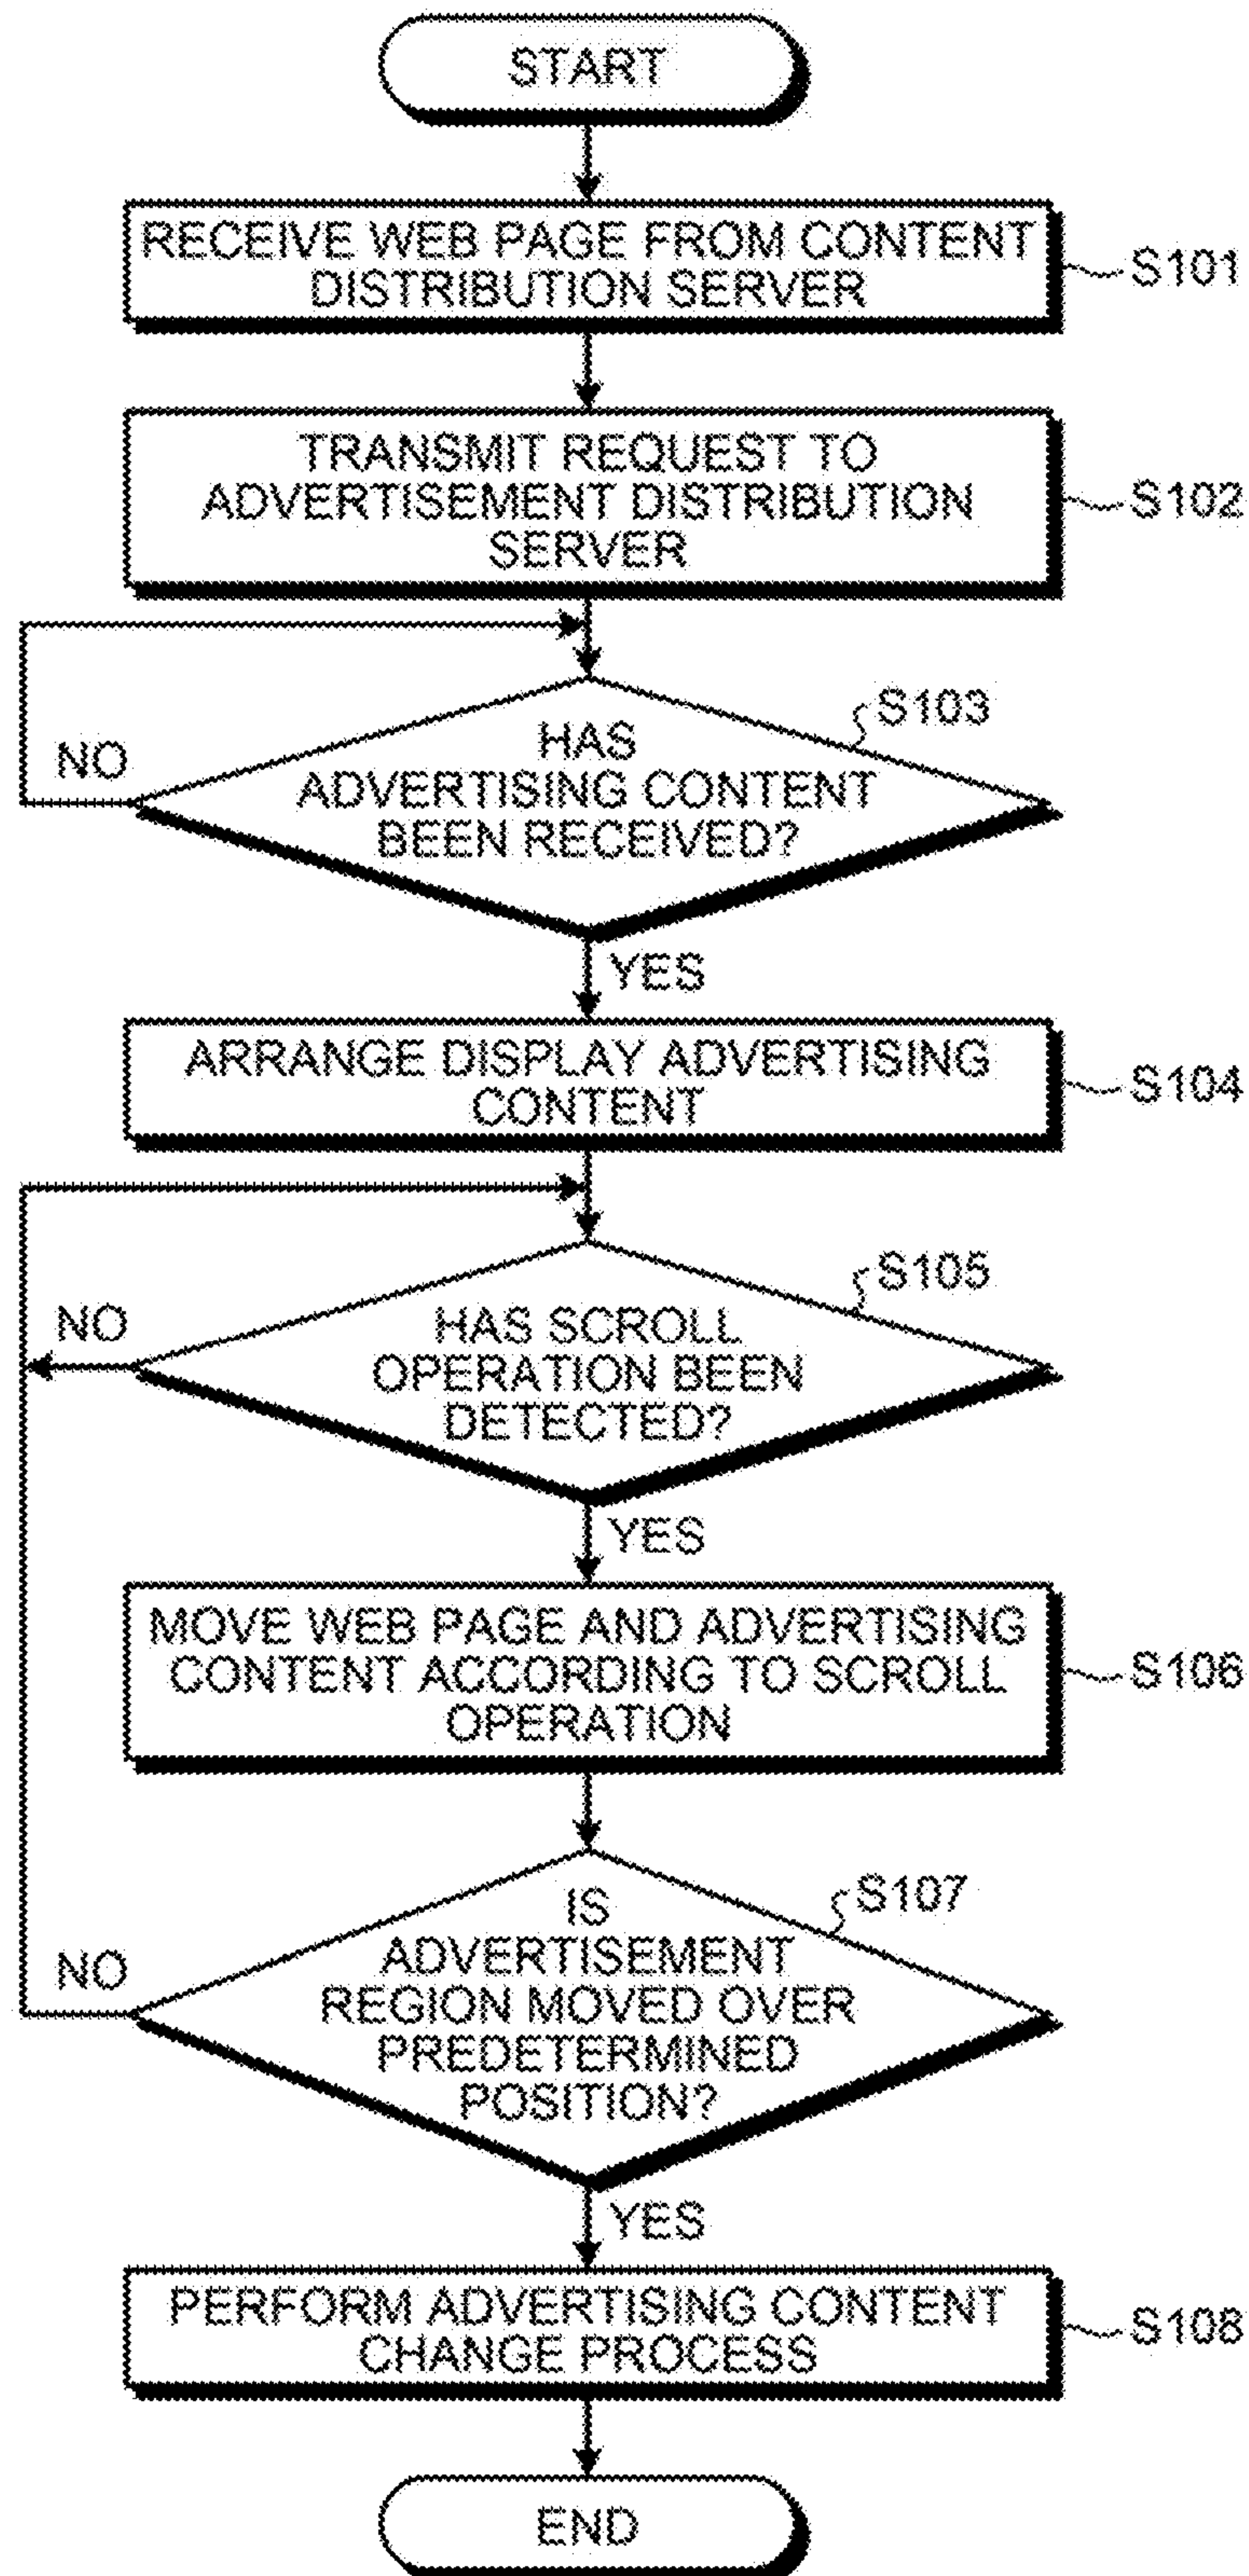 START
RECEIVE WEB PAGE FROM CONTENT
DISTRIBUTION SERVER
S101
TRANSMIT REQUEST TO
ADVERTISEMENT DISTRIBUTION
SERVER
S102
S103
HAS
ADVERTISING CONTENT
BEEN RECEIVED?
NO
YES
ARRANGE DISPLAY ADVERTISING
CONTENT
S104
S105
HAS SCROLL
OPERATION BEEN
DETECTED?
NO
YES
MOVE WEB PAGE AND ADVERTISING
CONTENT ACCORDING TO SCROLL
OPERATION
S106
S107
IS
ADVERTISEMENT
REGION MOVED OVER
PREDETERMINED
POSITION?
NO
YES
PERFORM ADVERTISING CONTENT
CHANGE PROCESS
S108
END